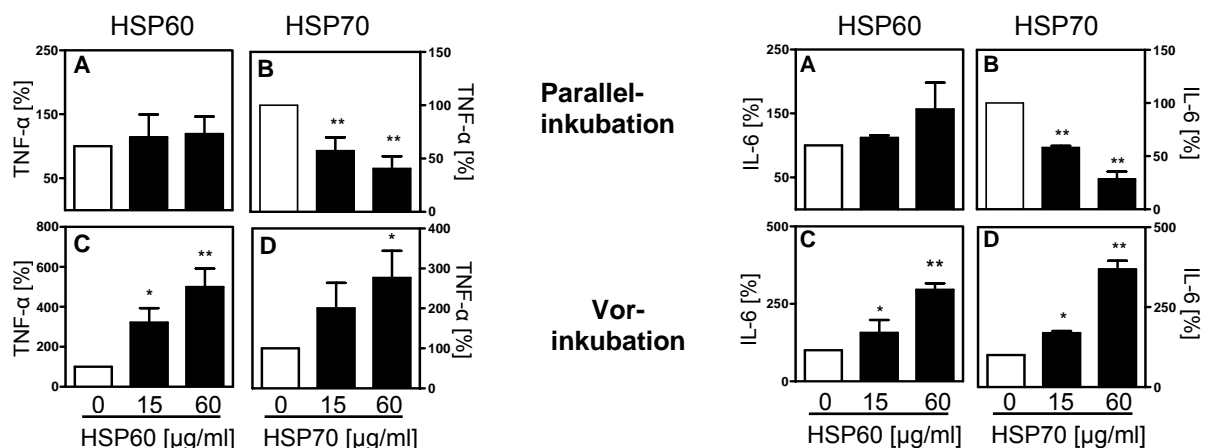 HSP60 HSP70 HSP60 HSP70
A
TNF-α [%]
250
150
50
B
TNF-α [%]
150
100
50
0
** **
Parallel-
inkubation
A
IL-6 [%]
250
150
50
B
IL-6 [%]
150
100
50
0
** **
C
TNF-α [%]
800
600
400
200
0
* **
D
TNF-α [%]
400
300
200
100
0
*
Vor-
inkubation
C
IL-6 [%]
500
250
0
* **
D
IL-6 [%]
500
250
0
* **
0 15 60 0 15 60 0 15 60 0 15 60
HSP60 [µg/ml] HSP70 [µg/ml] HSP60 [µg/ml] HSP70 [µg/ml]